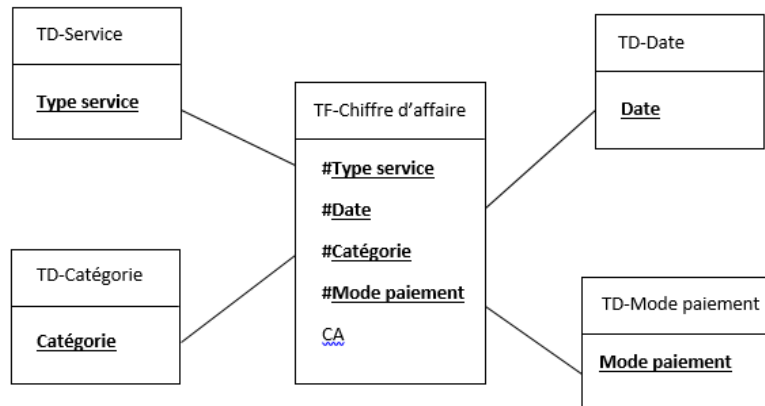 TD-Service
Type service
TD-Date
Date
TF-Chiffre d'affaire
#Type service
#Date
#Catégorie
#Mode paiement
CA
TD-Catégorie
Catégorie
TD-Mode paiement
Mode paiement